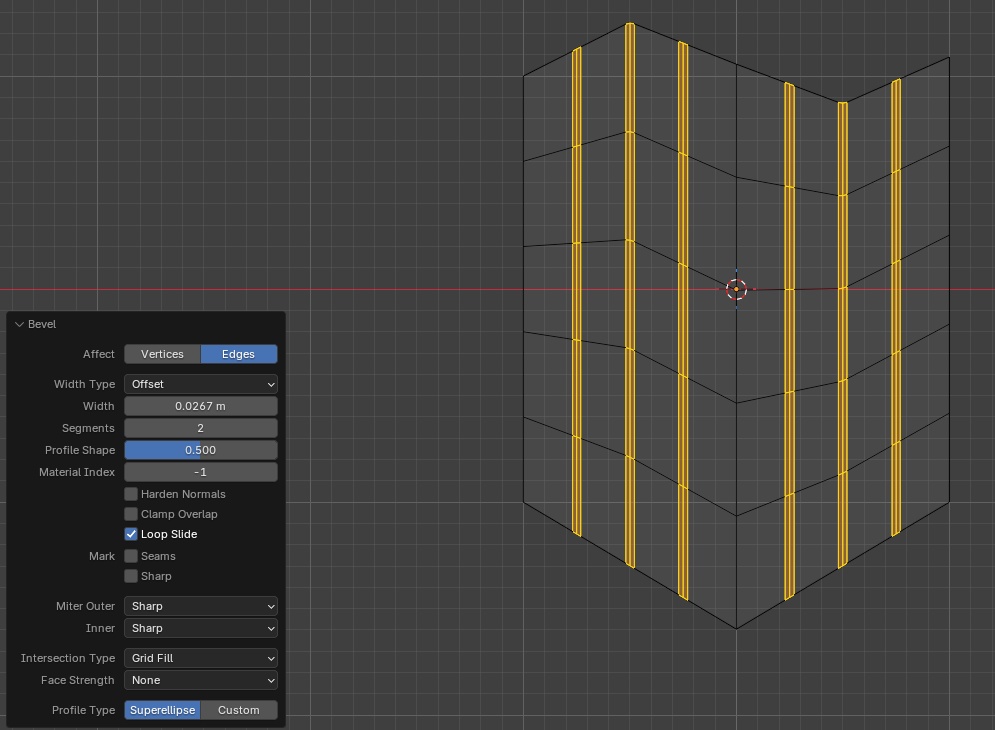 Bevel
Affect Vertices Edges
Width Type Offset
Width 0.0267 m
Segments 2
Profile Shape 0.500
Material Index -1
Harden Normals
Clamp Overlap
Loop Slide
Mark Seams
Sharp
Miter Outer Sharp
Inner Sharp
Intersection Type Grid Fill
Face Strength None
Profile Type Superellipse Custom